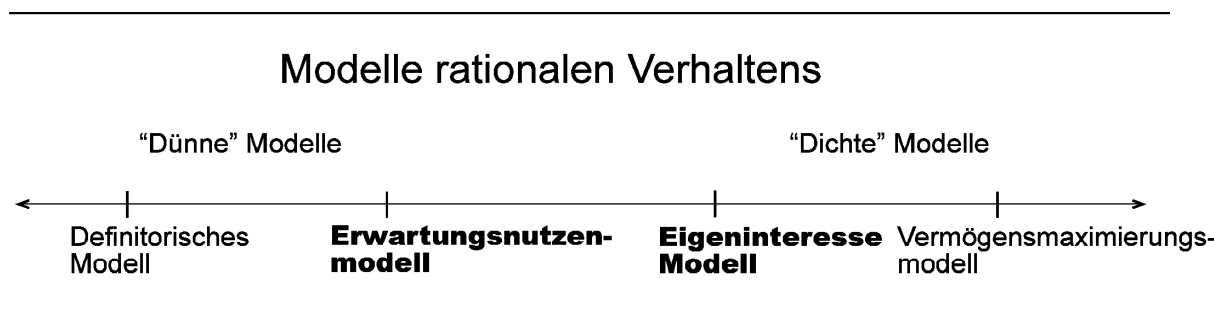 Modelle rationalen Verhaltens
“Dünne” Modelle
“Dichte” Modelle
Definitorisches
Modell
Erwartungsnutzen-
modell
Eigeninteresse
Modell
Vermögensmaximierungs-
modell